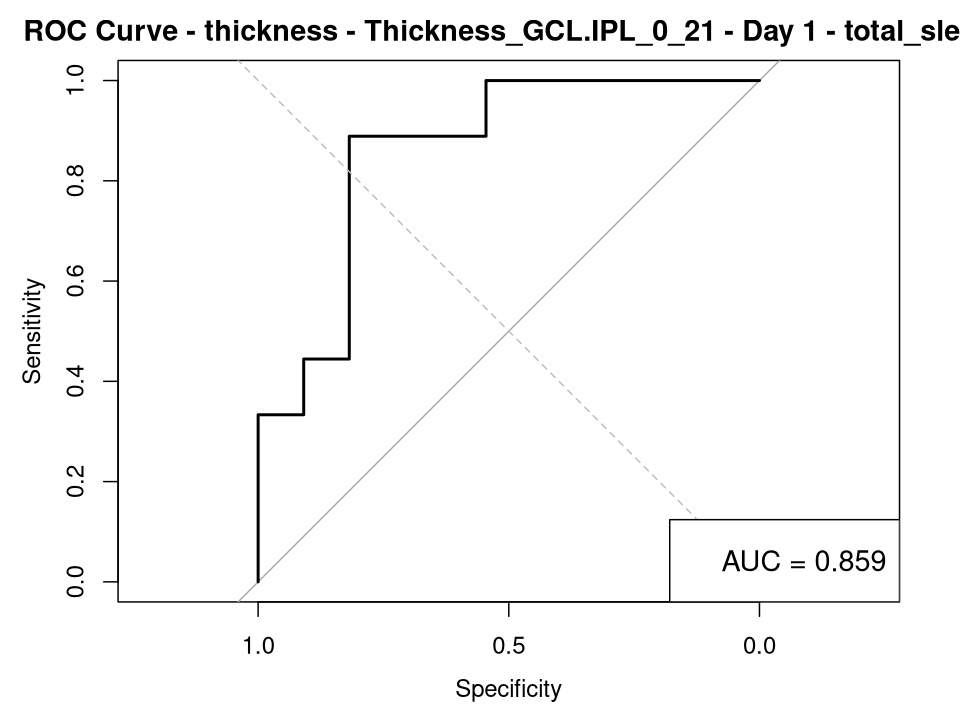 ROC Curve - thickness - Thickness_GCL.IPL_0_21 - Day 1 - total_sle
Sensitivity
1.0
0.8
0.6
0.4
0.2
0.0
AUC = 0.859
1.0 0.5 0.0
Specificity